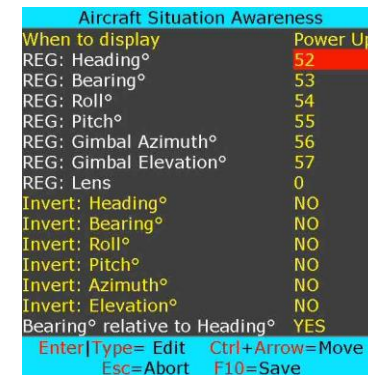 Aircraft Situation Awareness
When to display Power Up
REG: Heading° 52
REG: Bearing° 53
REG: Roll° 54
REG: Pitch° 55
REG: Gimbal Azimuth° 56
REG: Gimbal Elevation° 57
REG: Lens 0
Invert: Heading° NO
Invert: Bearing° NO
Invert: Roll° NO
Invert: Pitch° NO
Invert: Azimuth° NO
Invert: Elevation° NO
Bearing° relative to Heading° YES
Enter|Type= Edit Ctrl+Arrow=Move
Esc=Abort F10=Save